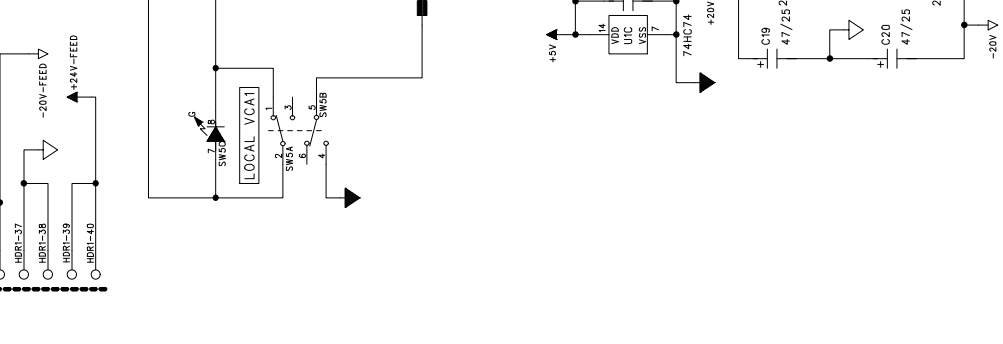 -20V-FEED
+24V-FEED
HDR1-37
HDR1-38
HDR1-39
HDR1-40
G
8
7
SW5C
LOCAL VCA1
1
3
5
SW5B
2
SW5A
6
4
+5V
14
VDD
U1C
VSS
7
74HC74
+20V
+
C19
47/25
2
+
C20
47/25
2
-20V